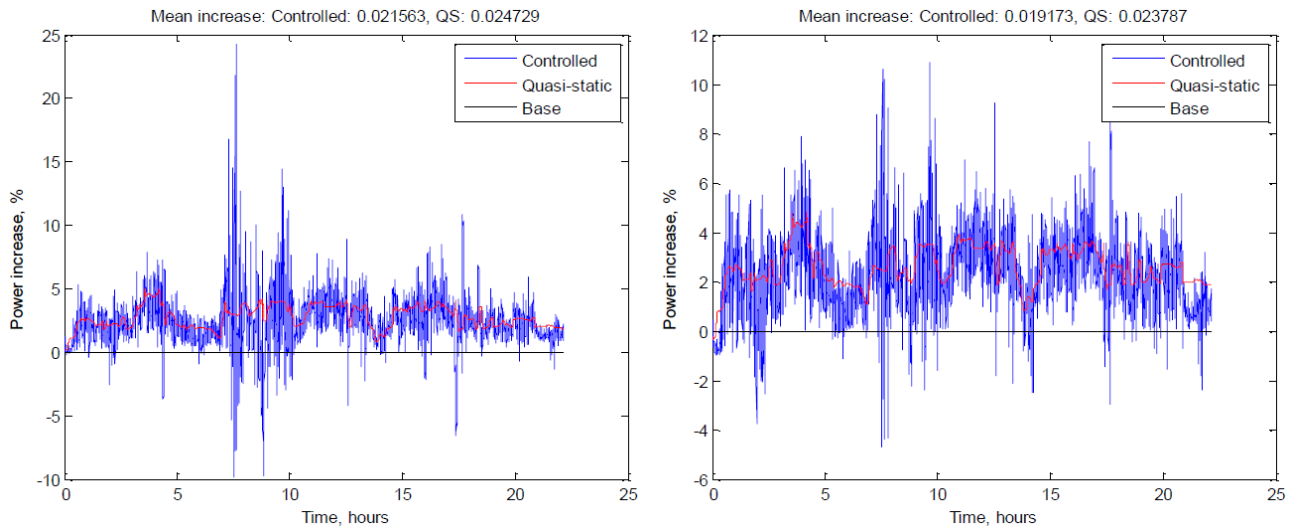 Mean increase: Controlled: 0.021563, QS: 0.024729
25
20
15
10
5
0
-5
-10
Power increase, %
Controlled
Quasi-static
Base
0
5
10
15
20
25
Time, hours
Mean increase: Controlled: 0.019173, QS: 0.023787
12
10
8
6
4
2
0
-2
-4
-6
Power increase, %
Controlled
Quasi-static
Base
0
5
10
15
20
25
Time, hours